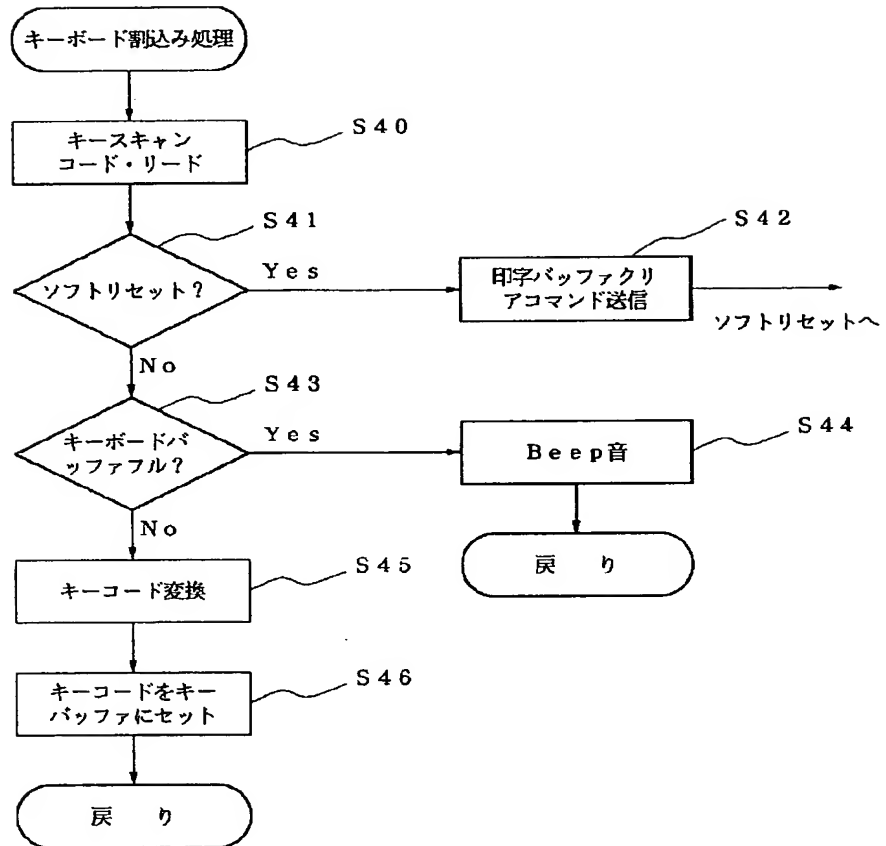 キーボード割込み処理
キースキャン
コード・リード
S40
S41
ソフトリセット?
Yes
S42
印字バッファクリ
アコマンド送信
ソフトリセットへ
No
S43
キーボードバ
ッファフル?
Yes
S44
Beep音
戻 り
No
キーコード変換
S45
キーコードをキー
バッファにセット
S46
戻 り